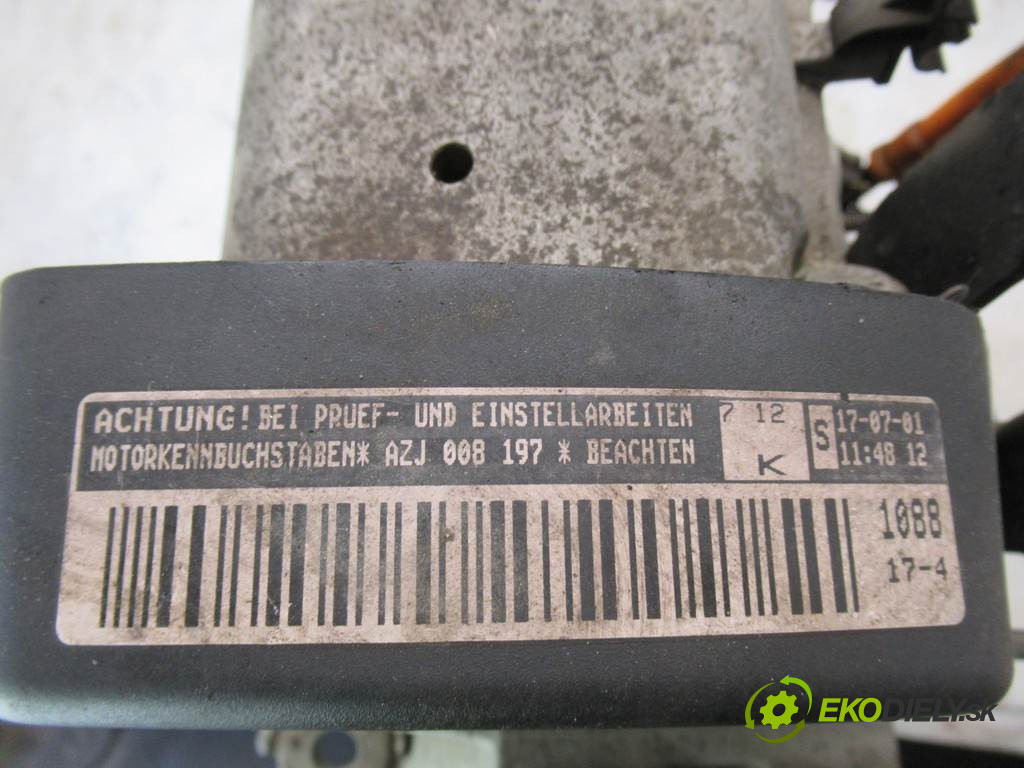 ACHTUNG! BEI PRUEF- UND EINSTELLARBEITEN
MOTORKENNBUCHSTABEN* AZJ 008 197 * BEACHTEN
7 12
K
S
17-07-01
11:48 12
1088
17-4
EKODIELY.SK